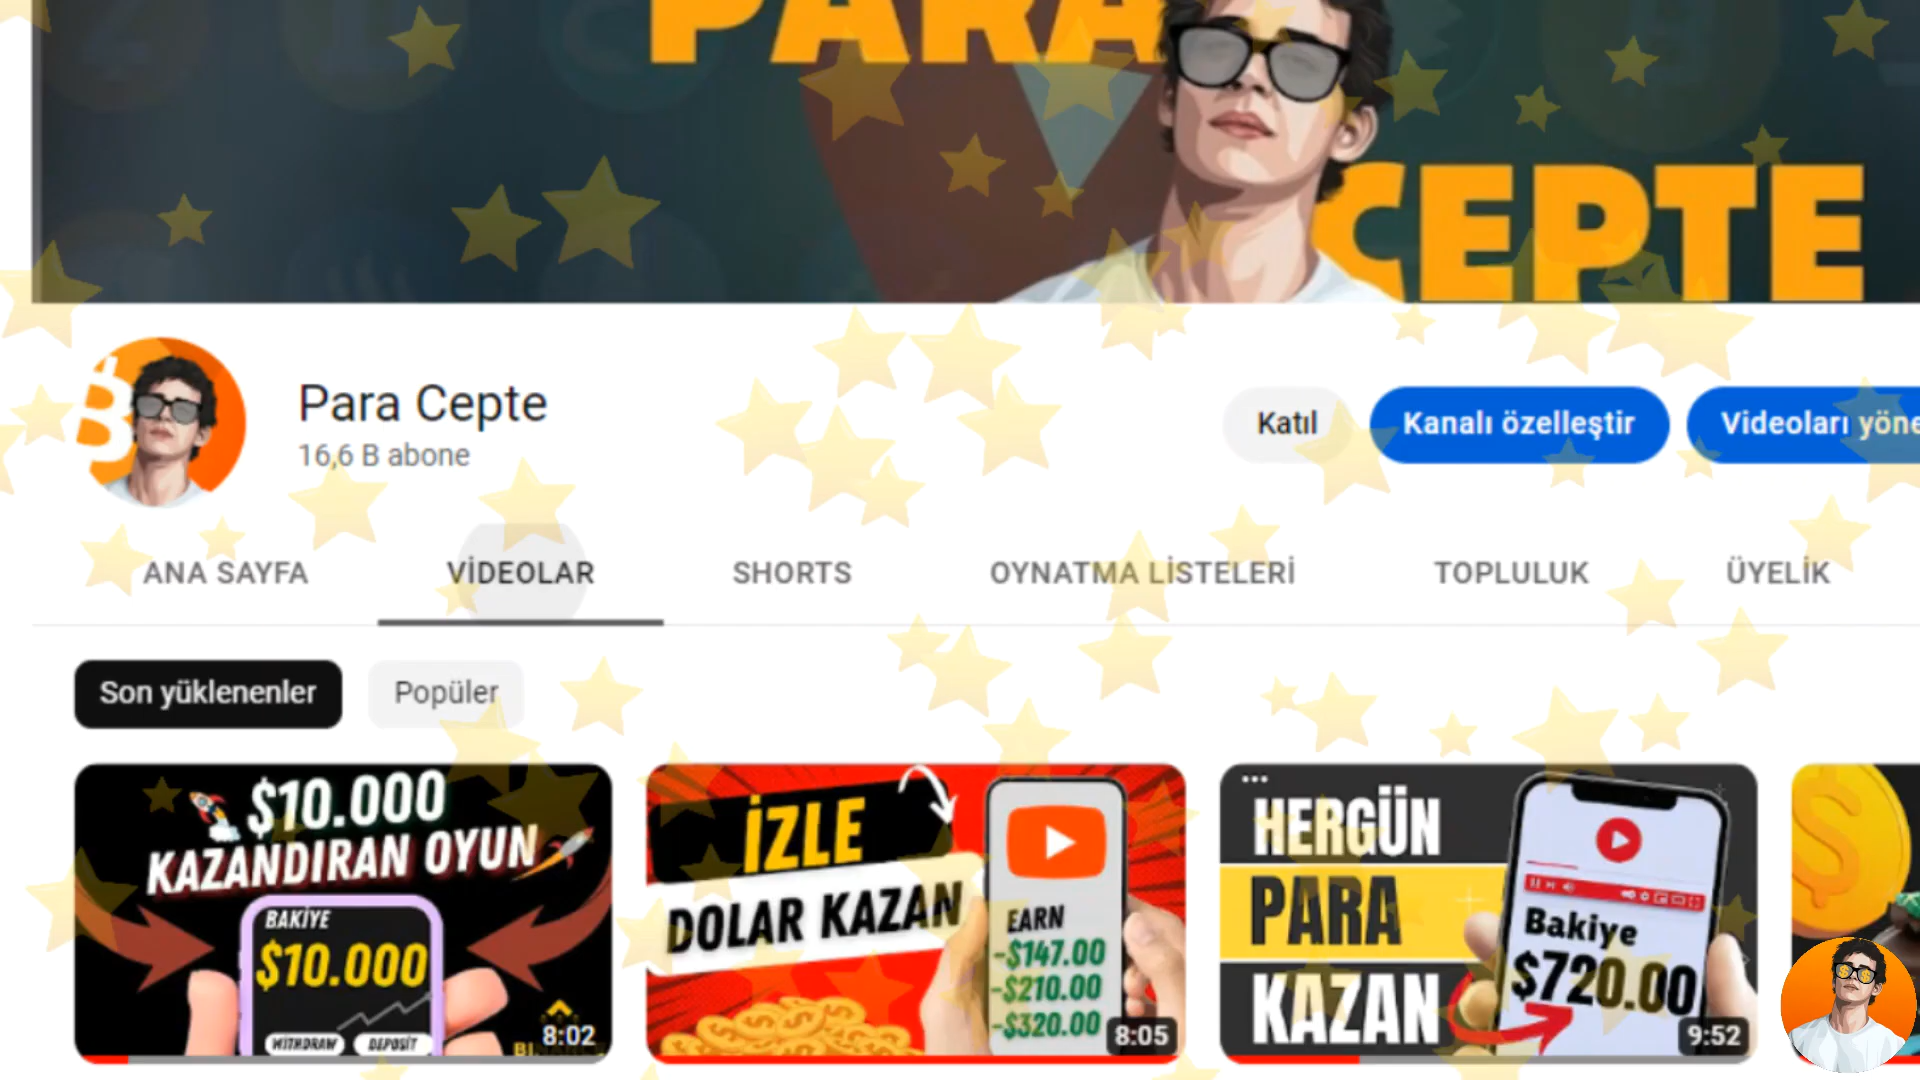 PARA
CEPTE
Para Cepte
16,6 B abone
Katıl
Kanalı özelleştir
Videoları yöne
ANA SAYFA
VİDEOLAR
SHORTS
OYNATMA LİSTELERİ
TOPLULUK
ÜYELİK
Son yüklenenler
Popüler
$10.000
KAZANDIRAN OYUN
BAKİYE
$10.000
WITHDRAW
DEPOSIT
8:02
İZLE
DOLAR KAZAN
EARN
-$147.00
-$210.00
-$320.00
8:05
HERGÜN
PARA
KAZAN
Bakiye
$720.00
9:52